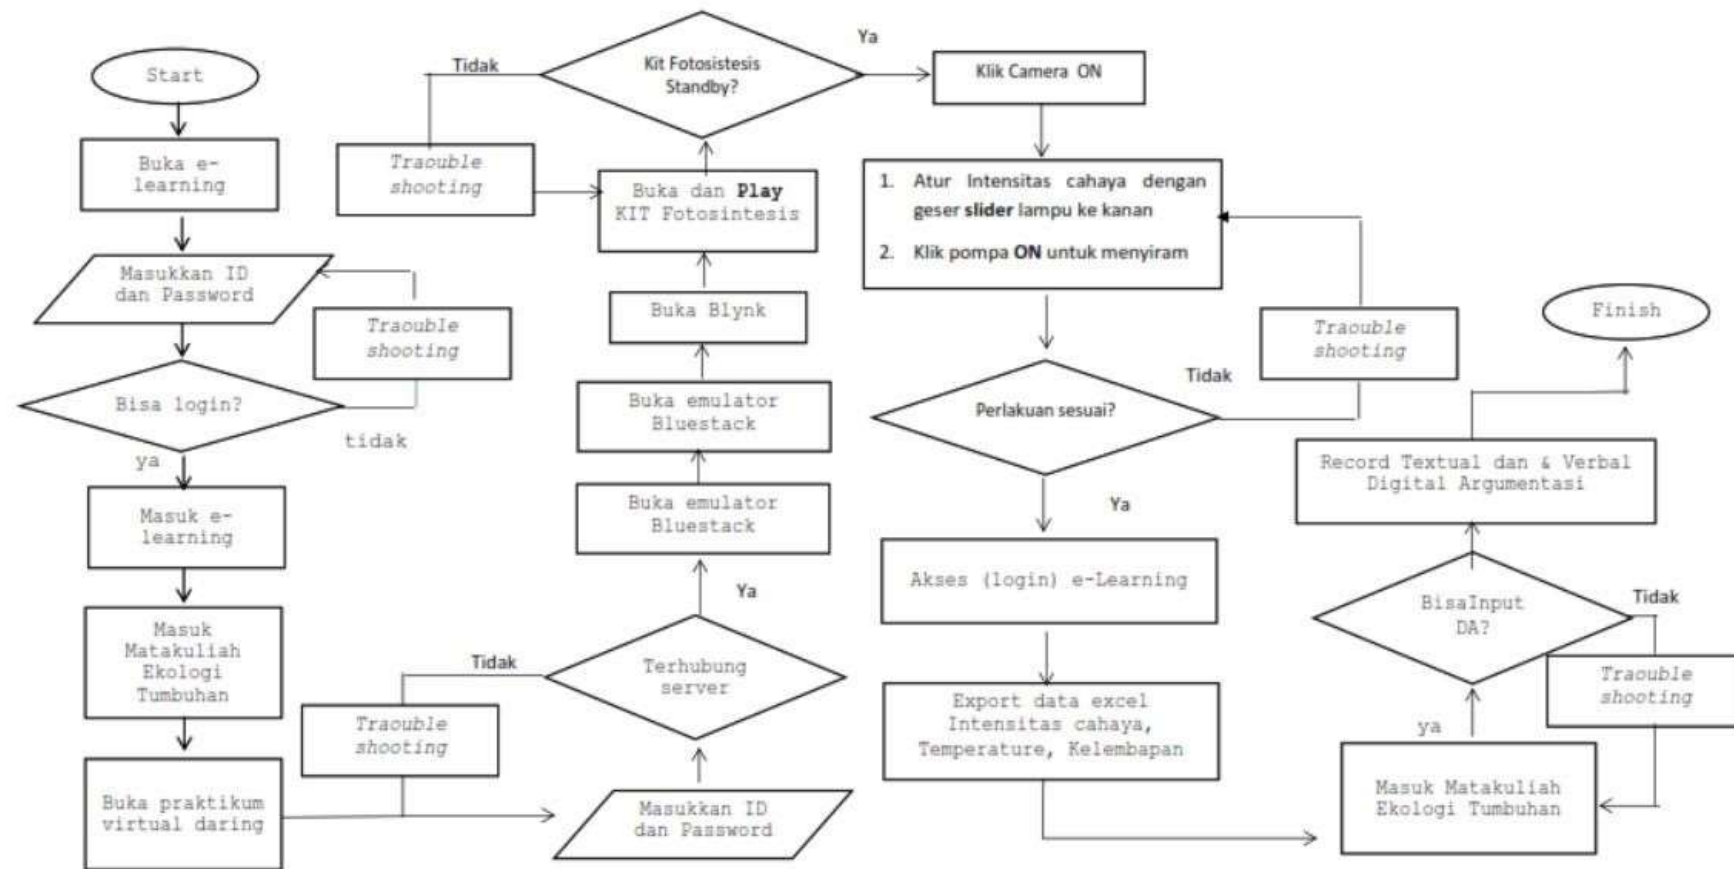 Start
Buka e-
learning
Masukkan ID
dan Password
Traouble
shooting
Bisa login?
tidak
ya
Masuk e-
learning
Masuk
Matakuliah
Ekologi
Tumbuhan
Buka praktikum
virtual daring
Masukkan ID
dan Password
Traouble
shooting
Tidak
Terhubung
server
Ya
Buka emulator
Bluestack
Buka emulator
Bluestack
Buka Blynk
Buka dan Play
KIT Fotosintesis
Traouble
shooting
Tidak
Kit Fotosistesis
Standby?
Ya
Klik Camera ON
1. Atur Intensitas cahaya dengan
geser slider lampu ke kanan
2. Klik pompa ON untuk menyiram
Traouble
shooting
Tidak
Perlakuan sesuai?
Ya
Akses (login) e-Learning
Export data excel
Intensitas cahaya,
Temperature, Kelembapan
Masuk Matakuliah
Ekologi Tumbuhan
ya
Traouble
shooting
Tidak
BisaInput
DA?
Record Textual dan & Verbal
Digital Argumentasi
Finish